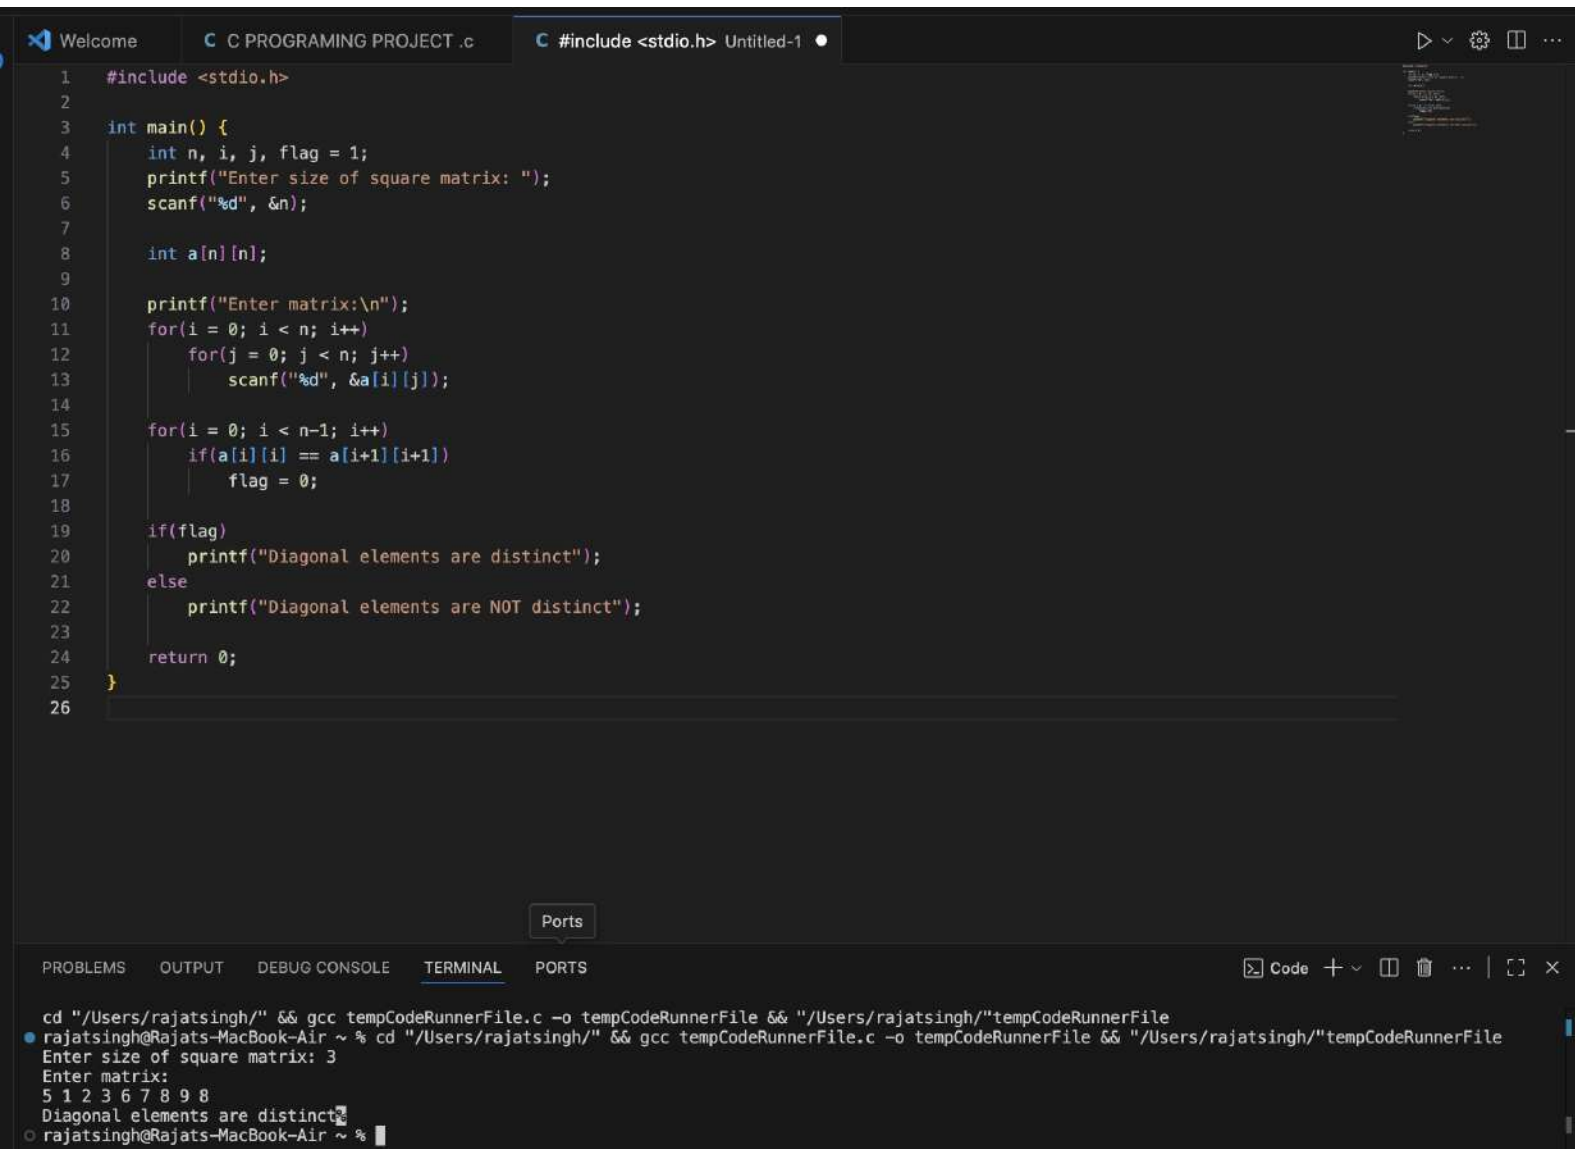 Welcome
C C PROGRAMING PROJECT .c
C #include <stdio.h> Untitled-1
1 #include <stdio.h>
2
3 int main() {
4 int n, i, j, flag = 1;
5 printf("Enter size of square matrix: ");
6 scanf("%d", &n);
7
8 int a[n][n];
9
10 printf("Enter matrix:\n");
11 for(i = 0; i < n; i++)
12 for(j = 0; j < n; j++)
13 scanf("%d", &a[i][j]);
14
15 for(i = 0; i < n-1; i++)
16 if(a[i][i] == a[i+1][i+1])
17 flag = 0;
18
19 if(flag)
20 printf("Diagonal elements are distinct");
21 else
22 printf("Diagonal elements are NOT distinct");
23
24 return 0;
25 }
26
Ports
PROBLEMS OUTPUT DEBUG CONSOLE TERMINAL PORTS Code
cd "/Users/rajatsingh/" && gcc tempCodeRunnerFile.c -o tempCodeRunnerFile && "/Users/rajatsingh/"tempCodeRunnerFile
rajatsingh@Rajats-MacBook-Air ~ % cd "/Users/rajatsingh/" && gcc tempCodeRunnerFile.c -o tempCodeRunnerFile && "/Users/rajatsingh/"tempCodeRunnerFile
Enter size of square matrix: 3
Enter matrix:
5 1 2 3 6 7 8 9 8
Diagonal elements are distinct%
rajatsingh@Rajats-MacBook-Air ~ %